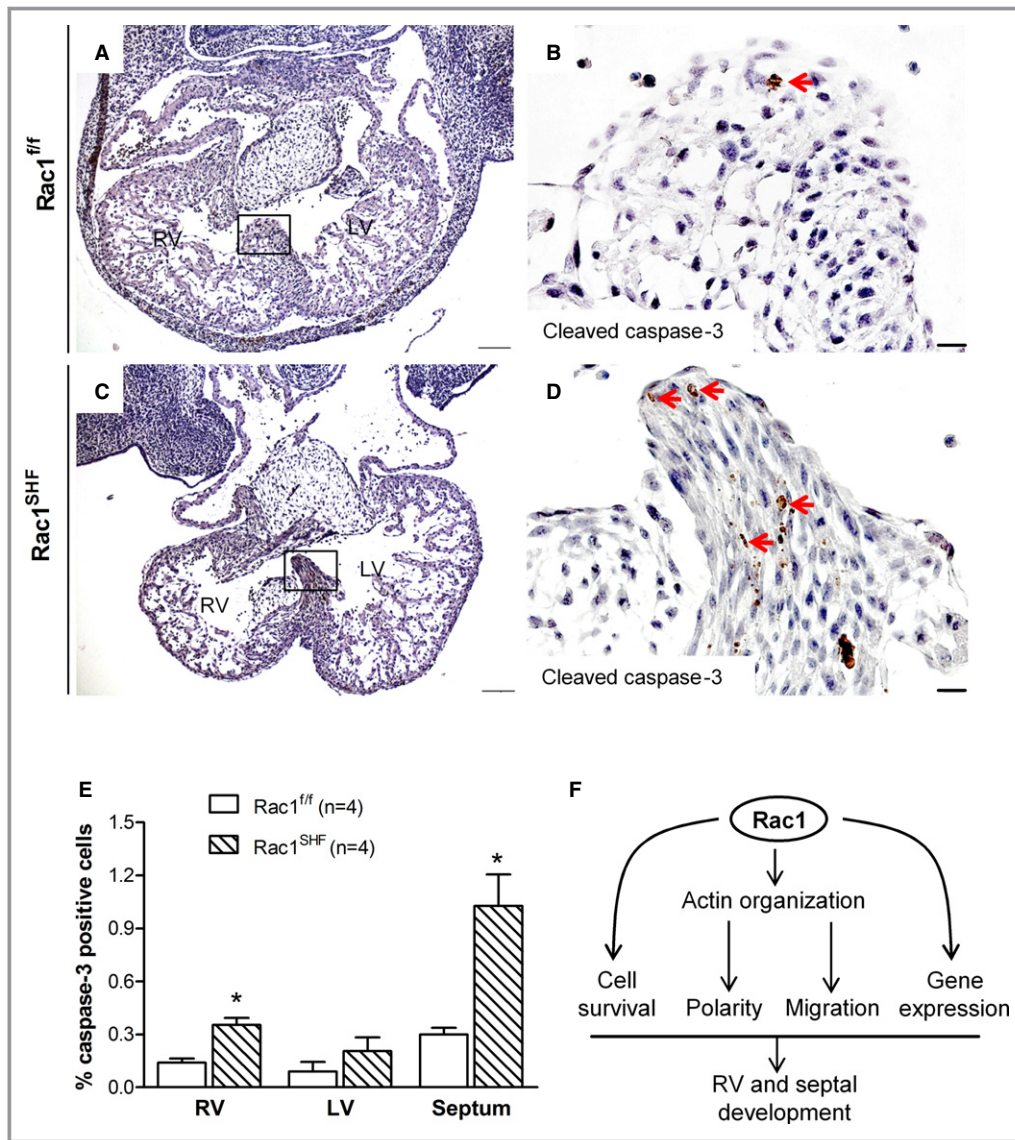 A
B
Rac1f/f
RV
LV
Cleaved caspase-3
C
D
Rac1SHF
RV
LV
Cleaved caspase-3
E
Rac1f/f (n=4)
Rac1SHF (n=4)
% caspase-3 positive cells
1.5
1.2
0.9
0.6
0.3
0.0
*
*
RV
LV
Septum
F
Rac1
Actin organization
Cell survival
Polarity
Migration
Gene expression
RV and septal
development